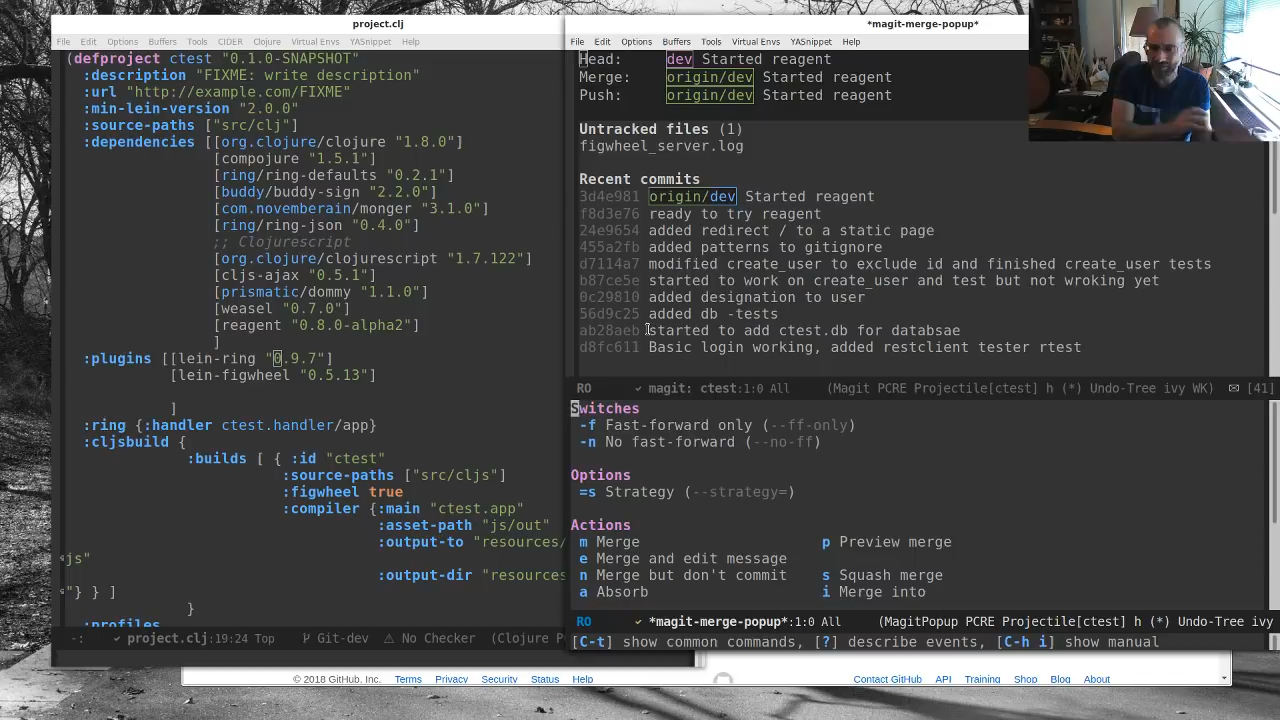 project.clj
File Edit Options Buffers Tools CIDER Clojure Virtual Envs YASnippet Help
(defproject ctest "0.1.0-SNAPSHOT"
:description "FIXME: write description"
:url "http://example.com/FIXME"
:min-lein-version "2.0.0"
:source-paths ["src/clj"]
:dependencies [[org.clojure/clojure "1.8.0"]
[compojure "1.5.1"]
[ring/ring-defaults "0.2.1"]
[buddy/buddy-sign "2.2.0"]
[com.novemberain/monger "3.1.0"]
[ring/ring-json "0.4.0"]
;; Clojurescript
[org.clojure/clojurescript "1.7.122"]
[cljs-ajax "0.5.1"]
[prismatic/dommy "1.1.0"]
[weasel "0.7.0"]
[reagent "0.8.0-alpha2"]
]
:plugins [[lein-ring "0.9.7"]
[lein-figwheel "0.5.13"]
]
:ring {:handler ctest.handler/app}
:cljsbuild {
:builds [ { :id "ctest"
:source-paths ["src/cljs"]
:figwheel true
:compiler {:main "ctest.app"
:asset-path "js/out"
:output-to "resources/
js"
:output-dir "resources
"} } ]
}
:profiles
-: ✓ project.clj:19:24 Top Git-dev ⚠ No Checker (Clojure P
*magit-merge-popup*
File Edit Options Buffers Tools Virtual Envs YASnippet Help
Head: dev Started reagent
Merge: origin/dev Started reagent
Push: origin/dev Started reagent
Untracked files (1)
figwheel_server.log
Recent commits
3d4e981 origin/dev Started reagent
f8d3e76 ready to try reagent
24e9654 added redirect / to a static page
455a2fb added patterns to gitignore
d7114a7 modified create_user to exclude id and finished create_user tests
b87ce5e started to work on create_user and test but not wroking yet
0c29810 added designation to user
56d9c25 added db -tests
ab28aeb started to add ctest.db for databsae
d8fc611 Basic login working, added restclient tester rtest
RO ✓ magit: ctest:1:0 All (Magit PCRE Projectile[ctest] h (*) Undo-Tree ivy WK) ✉ [41]
Switches
-f Fast-forward only (--ff-only)
-n No fast-forward (--no-ff)
Options
=s Strategy (--strategy=)
Actions
m Merge p Preview merge
e Merge and edit message
n Merge but don't commit s Squash merge
a Absorb i Merge into
RO ✓ *magit-merge-popup*:1:0 All (MagitPopup PCRE Projectile[ctest] h (*) Undo-Tree ivy
[C-t] show common commands, [?] describe events, [C-h i] show manual
© 2018 GitHub, Inc. Terms Privacy Security Status Help Contact GitHub API Training Shop Blog About